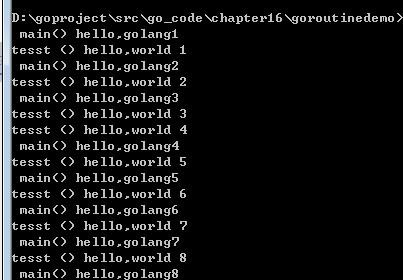 D:\goproject\src\go_code\chapter16\goroutinedemo>
main() hello,golang1
tesst () hello,world 1
main() hello,golang2
tesst () hello,world 2
main() hello,golang3
tesst () hello,world 3
tesst () hello,world 4
main() hello,golang4
tesst () hello,world 5
main() hello,golang5
tesst () hello,world 6
main() hello,golang6
tesst () hello,world 7
main() hello,golang7
tesst () hello,world 8
main() hello,golang8